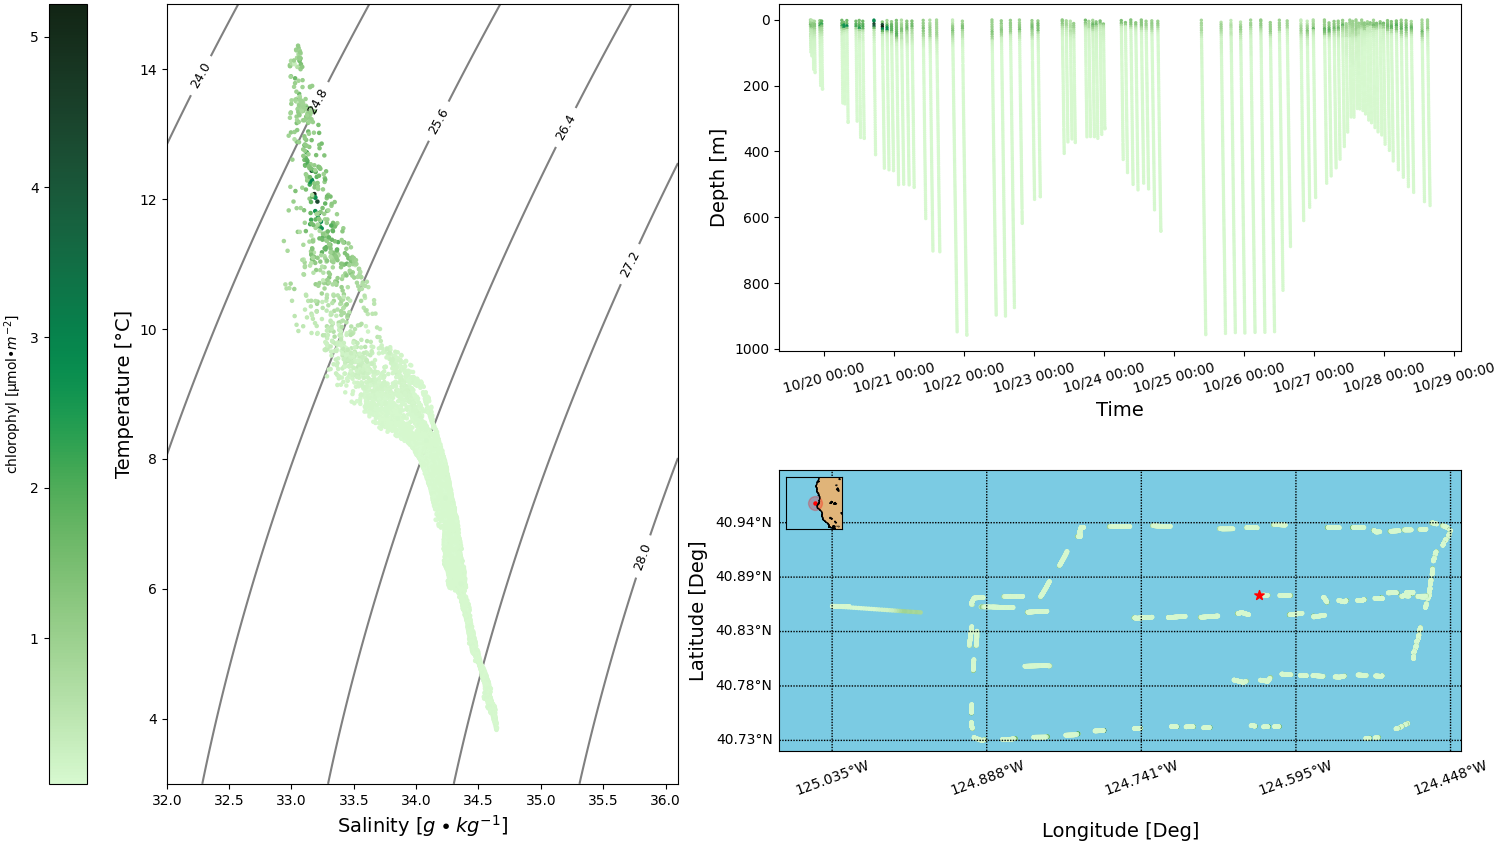 chlorophyl [µmol•m⁻²]
5
4
3
2
1
Temperature [°C]
14
12
10
8
6
4
24.0
24.8
25.6
26.4
27.2
28.0
32.0 32.5 33.0 33.5 34.0 34.5 35.0 35.5 36.0
Salinity [g • kg⁻¹]
Depth [m]
0
200
400
600
800
1000
10/20 00:00 10/21 00:00 10/22 00:00 10/23 00:00 10/24 00:00 10/25 00:00 10/26 00:00 10/27 00:00 10/28 00:00 10/29 00:00
Time
Latitude [Deg]
40.94°N
40.89°N
40.83°N
40.78°N
40.73°N
125.035°W 124.888°W 124.741°W 124.595°W 124.448°W
Longitude [Deg]